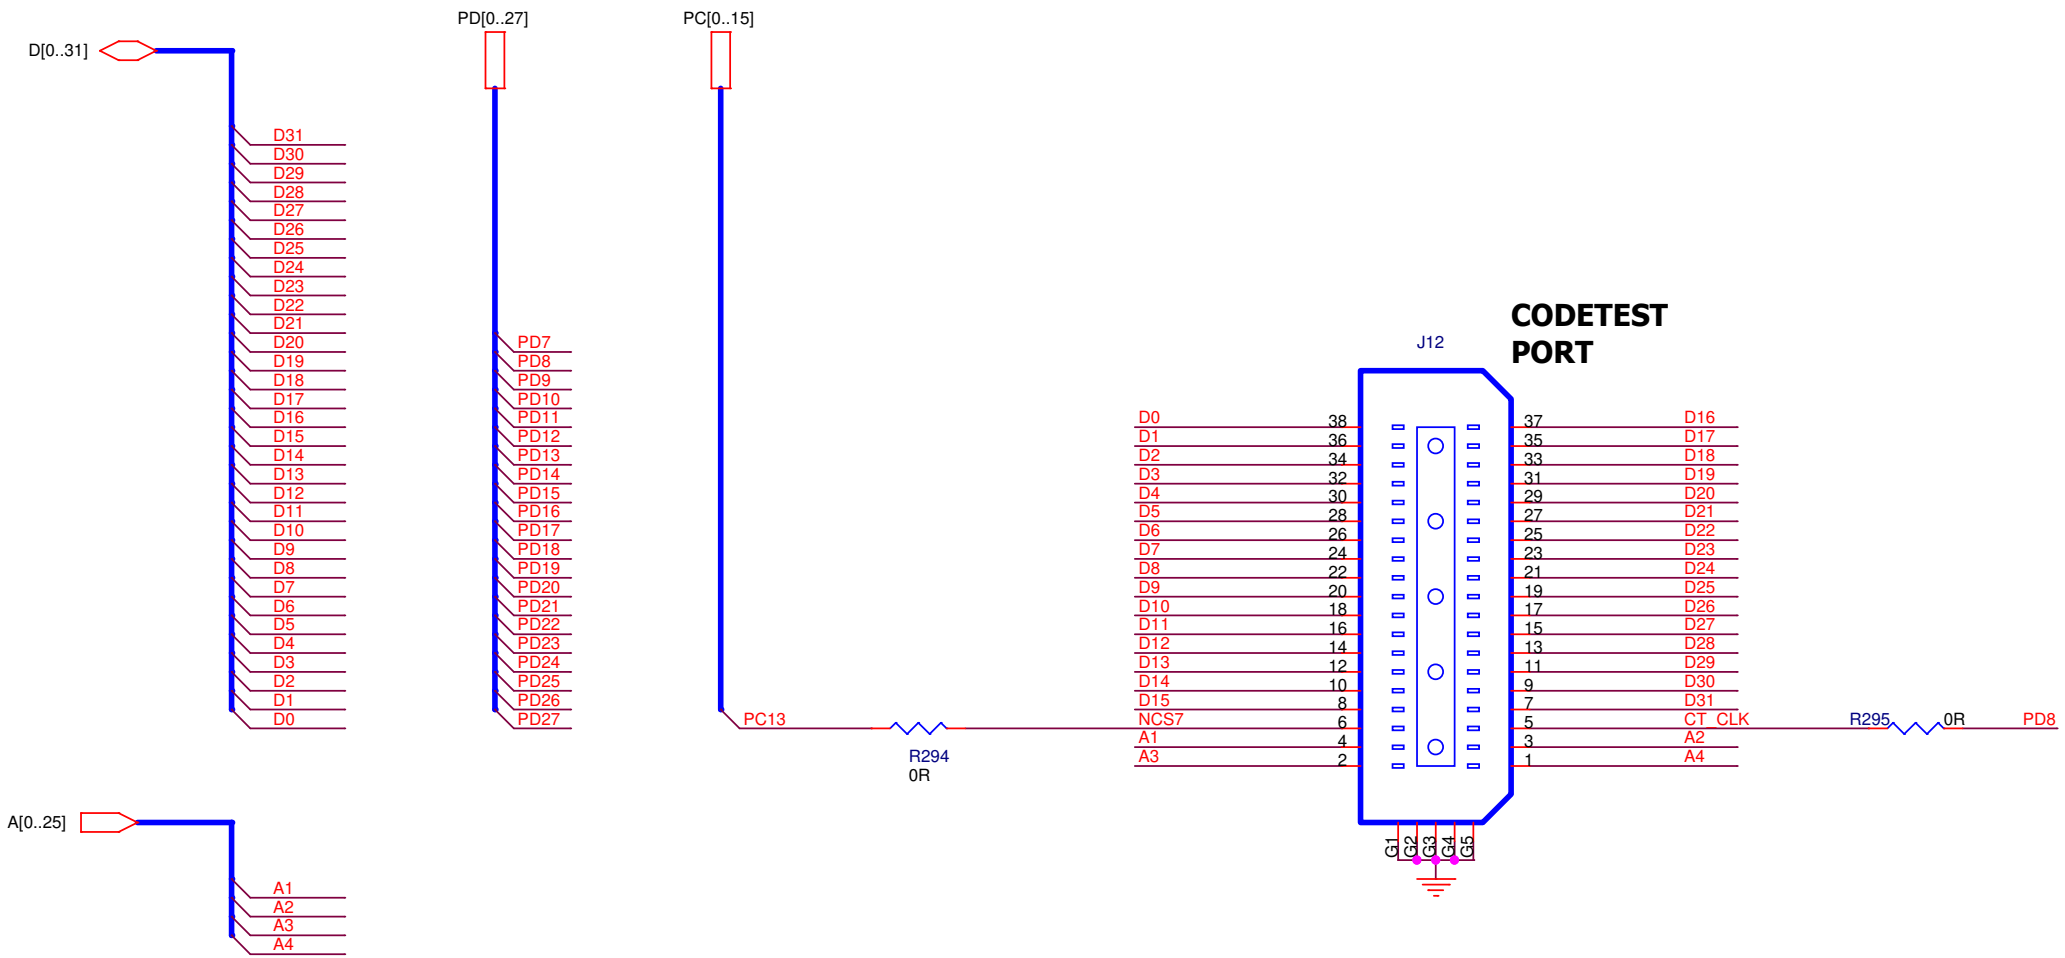 PD[0..27]
PC[0..15]
D[0..31]
D31
D30
D29
D28
D27
D26
D25
D24
D23
D22
D21
D20
D19
D18
D17
D16
D15
D14
D13
D12
D11
D10
D9
D8
D7
D6
D5
D4
D3
D2
D1
D0
PD7
PD8
PD9
PD10
PD11
PD12
PD13
PD14
PD15
PD16
PD17
PD18
PD19
PD20
PD21
PD22
PD23
PD24
PD25
PD26
PD27
PC13
R294
0R
CODETEST
PORT
J12
D0 38 37 D16
D1 36 35 D17
D2 34 33 D18
D3 32 31 D19
D4 30 29 D20
D5 28 27 D21
D6 26 25 D22
D7 24 23 D23
D8 22 21 D24
D9 20 19 D25
D10 18 17 D26
D11 16 15 D27
D12 14 13 D28
D13 12 11 D29
D14 10 9 D30
D15 8 7 D31
NCS7 6 5 CT_CLK R295 0R PD8
A1 4 3 A2
A3 2 1 A4
G1 G2 G3 G4 G5
A[0..25]
A1
A2
A3
A4